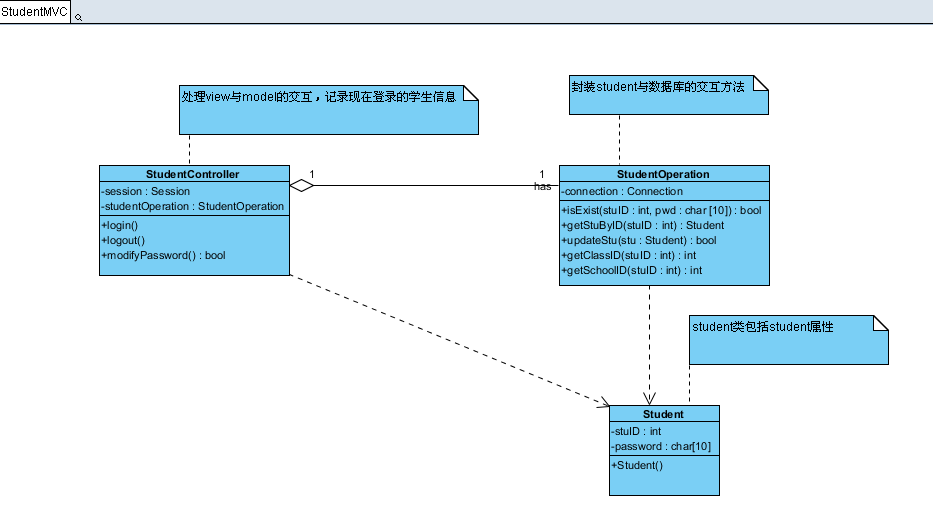 StudentMVC
处理view与model的交互，记录现在登录的学生信息
封装student与数据库的交互方法
StudentController
-session : Session
-studentOperation : StudentOperation
+login()
+logout()
+modifyPassword() : bool
1
1
has
StudentOperation
-connection : Connection
+isExist(stuID : int, pwd : char [10]) : bool
+getStuByID(stuID : int) : Student
+updateStu(stu : Student) : bool
+getClassID(stuID : int) : int
+getSchoolID(stuID : int) : int
student类包括student属性
Student
-stuID : int
-password : char[10]
+Student()